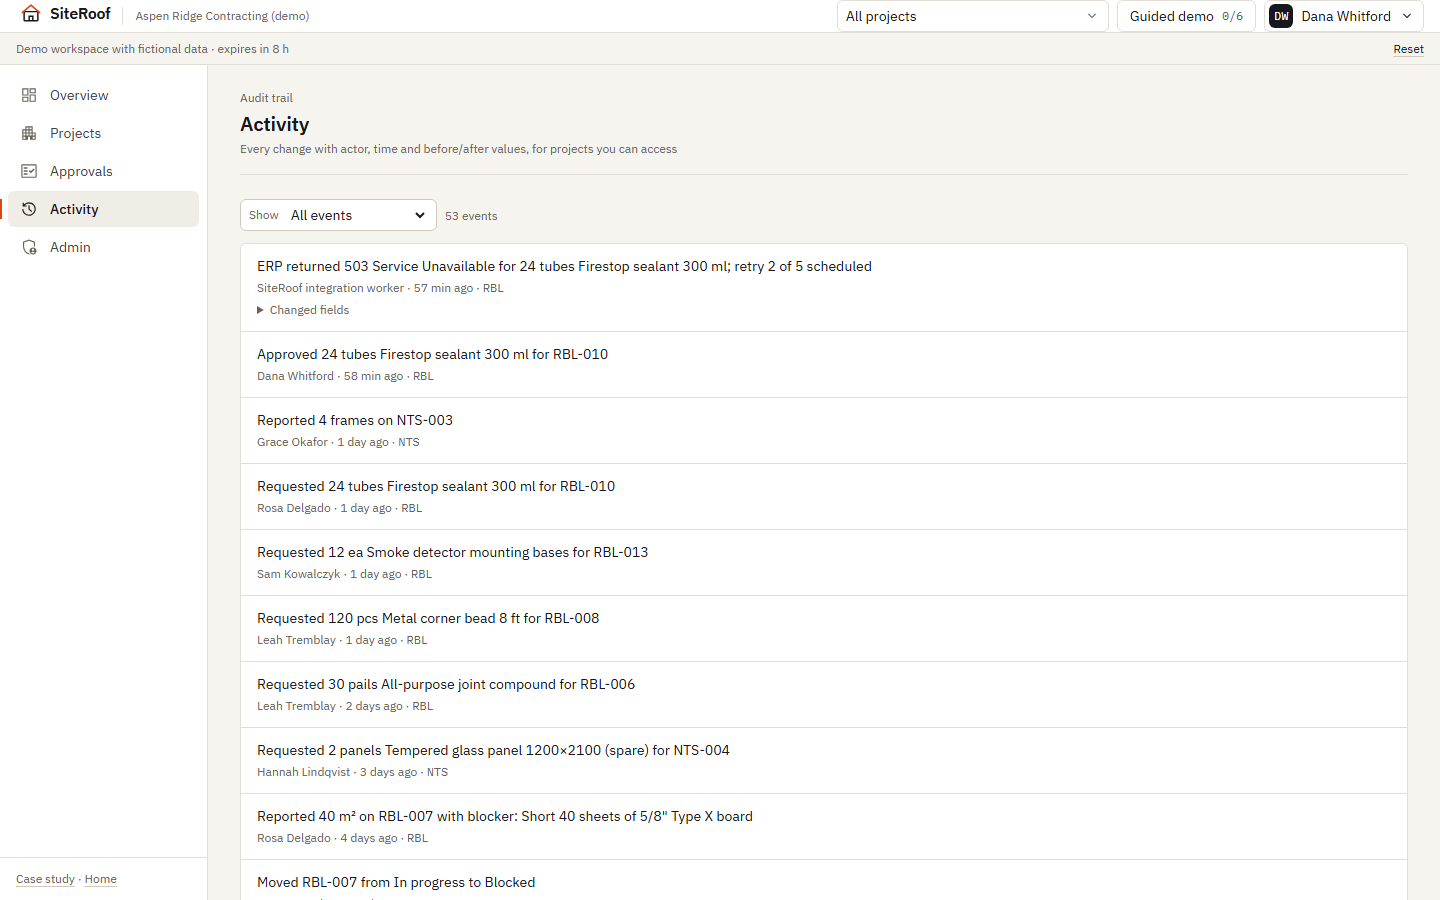 SiteRoof
Aspen Ridge Contracting (demo)
All projects
Guided demo 0/6
DW Dana Whitford
Demo workspace with fictional data · expires in 8 h
Reset
Overview
Projects
Approvals
Activity
Admin
Case study · Home
Audit trail
Activity
Every change with actor, time and before/after values, for projects you can access
Show All events
53 events
ERP returned 503 Service Unavailable for 24 tubes Firestop sealant 300 ml; retry 2 of 5 scheduled
SiteRoof integration worker · 57 min ago · RBL
Changed fields
Approved 24 tubes Firestop sealant 300 ml for RBL-010
Dana Whitford · 58 min ago · RBL
Reported 4 frames on NTS-003
Grace Okafor · 1 day ago · NTS
Requested 24 tubes Firestop sealant 300 ml for RBL-010
Rosa Delgado · 1 day ago · RBL
Requested 12 ea Smoke detector mounting bases for RBL-013
Sam Kowalczyk · 1 day ago · RBL
Requested 120 pcs Metal corner bead 8 ft for RBL-008
Leah Tremblay · 1 day ago · RBL
Requested 30 pails All-purpose joint compound for RBL-006
Leah Tremblay · 2 days ago · RBL
Requested 2 panels Tempered glass panel 1200×2100 (spare) for NTS-004
Hannah Lindqvist · 3 days ago · NTS
Reported 40 m² on RBL-007 with blocker: Short 40 sheets of 5/8" Type X board
Rosa Delgado · 4 days ago · RBL
Moved RBL-007 from In progress to Blocked